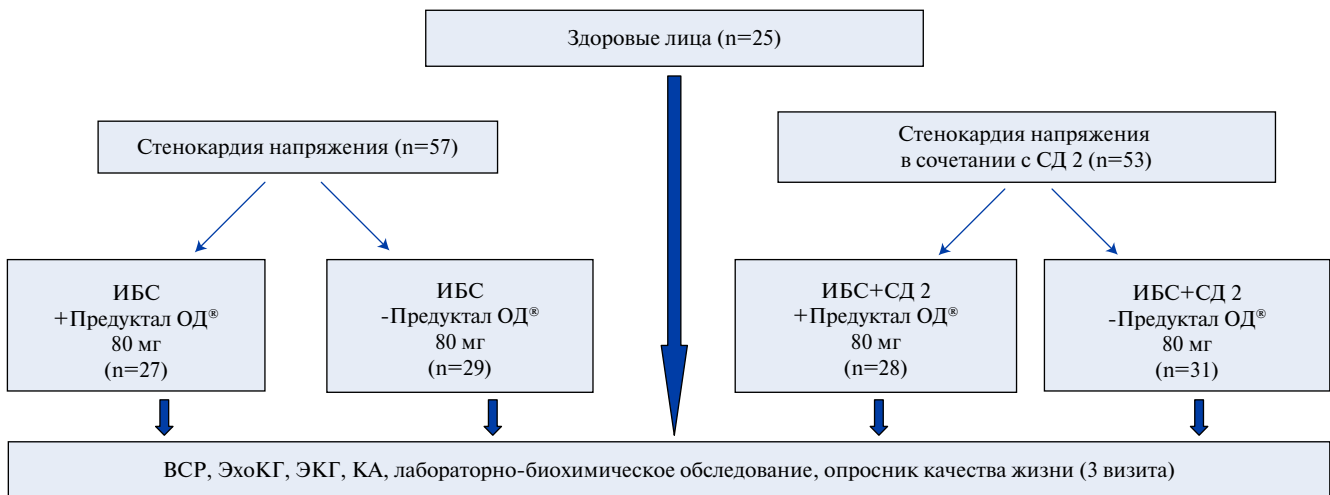 Здоровые лица (n=25)
Стенокардия напряжения (n=57)
Стенокардия напряжения
в сочетании с СД 2 (n=53)
ИБС
+Предуктал ОД®
80 мг
(n=27)
ИБС
-Предуктал ОД®
80 мг
(n=29)
ИБС+СД 2
+Предуктал ОД®
80 мг
(n=28)
ИБС+СД 2
-Предуктал ОД®
80 мг
(n=31)
ВСР, ЭхоКГ, ЭКГ, КА, лабораторно-биохимическое обследование, опросник качества жизни (3 визита)